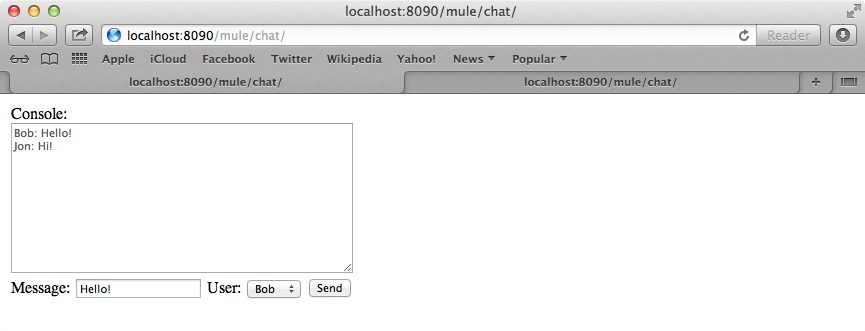 localhost:8090/mule/chat/
localhost:8090/mule/chat/ Reader
Apple iCloud Facebook Twitter Wikipedia Yahoo! News Popular
localhost:8090/mule/chat/ localhost:8090/mule/chat/ +
Console:
Bob: Hello!
Jon: Hi!
Message: Hello! User: Bob Send